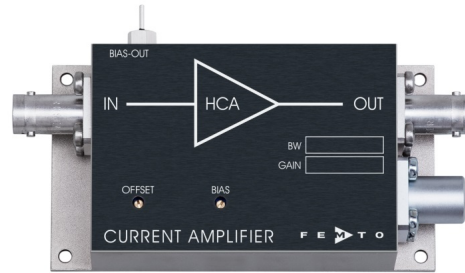 BIAS-OUT
IN HCA OUT
BW
GAIN
OFFSET BIAS
CURRENT AMPLIFIER FEMTO